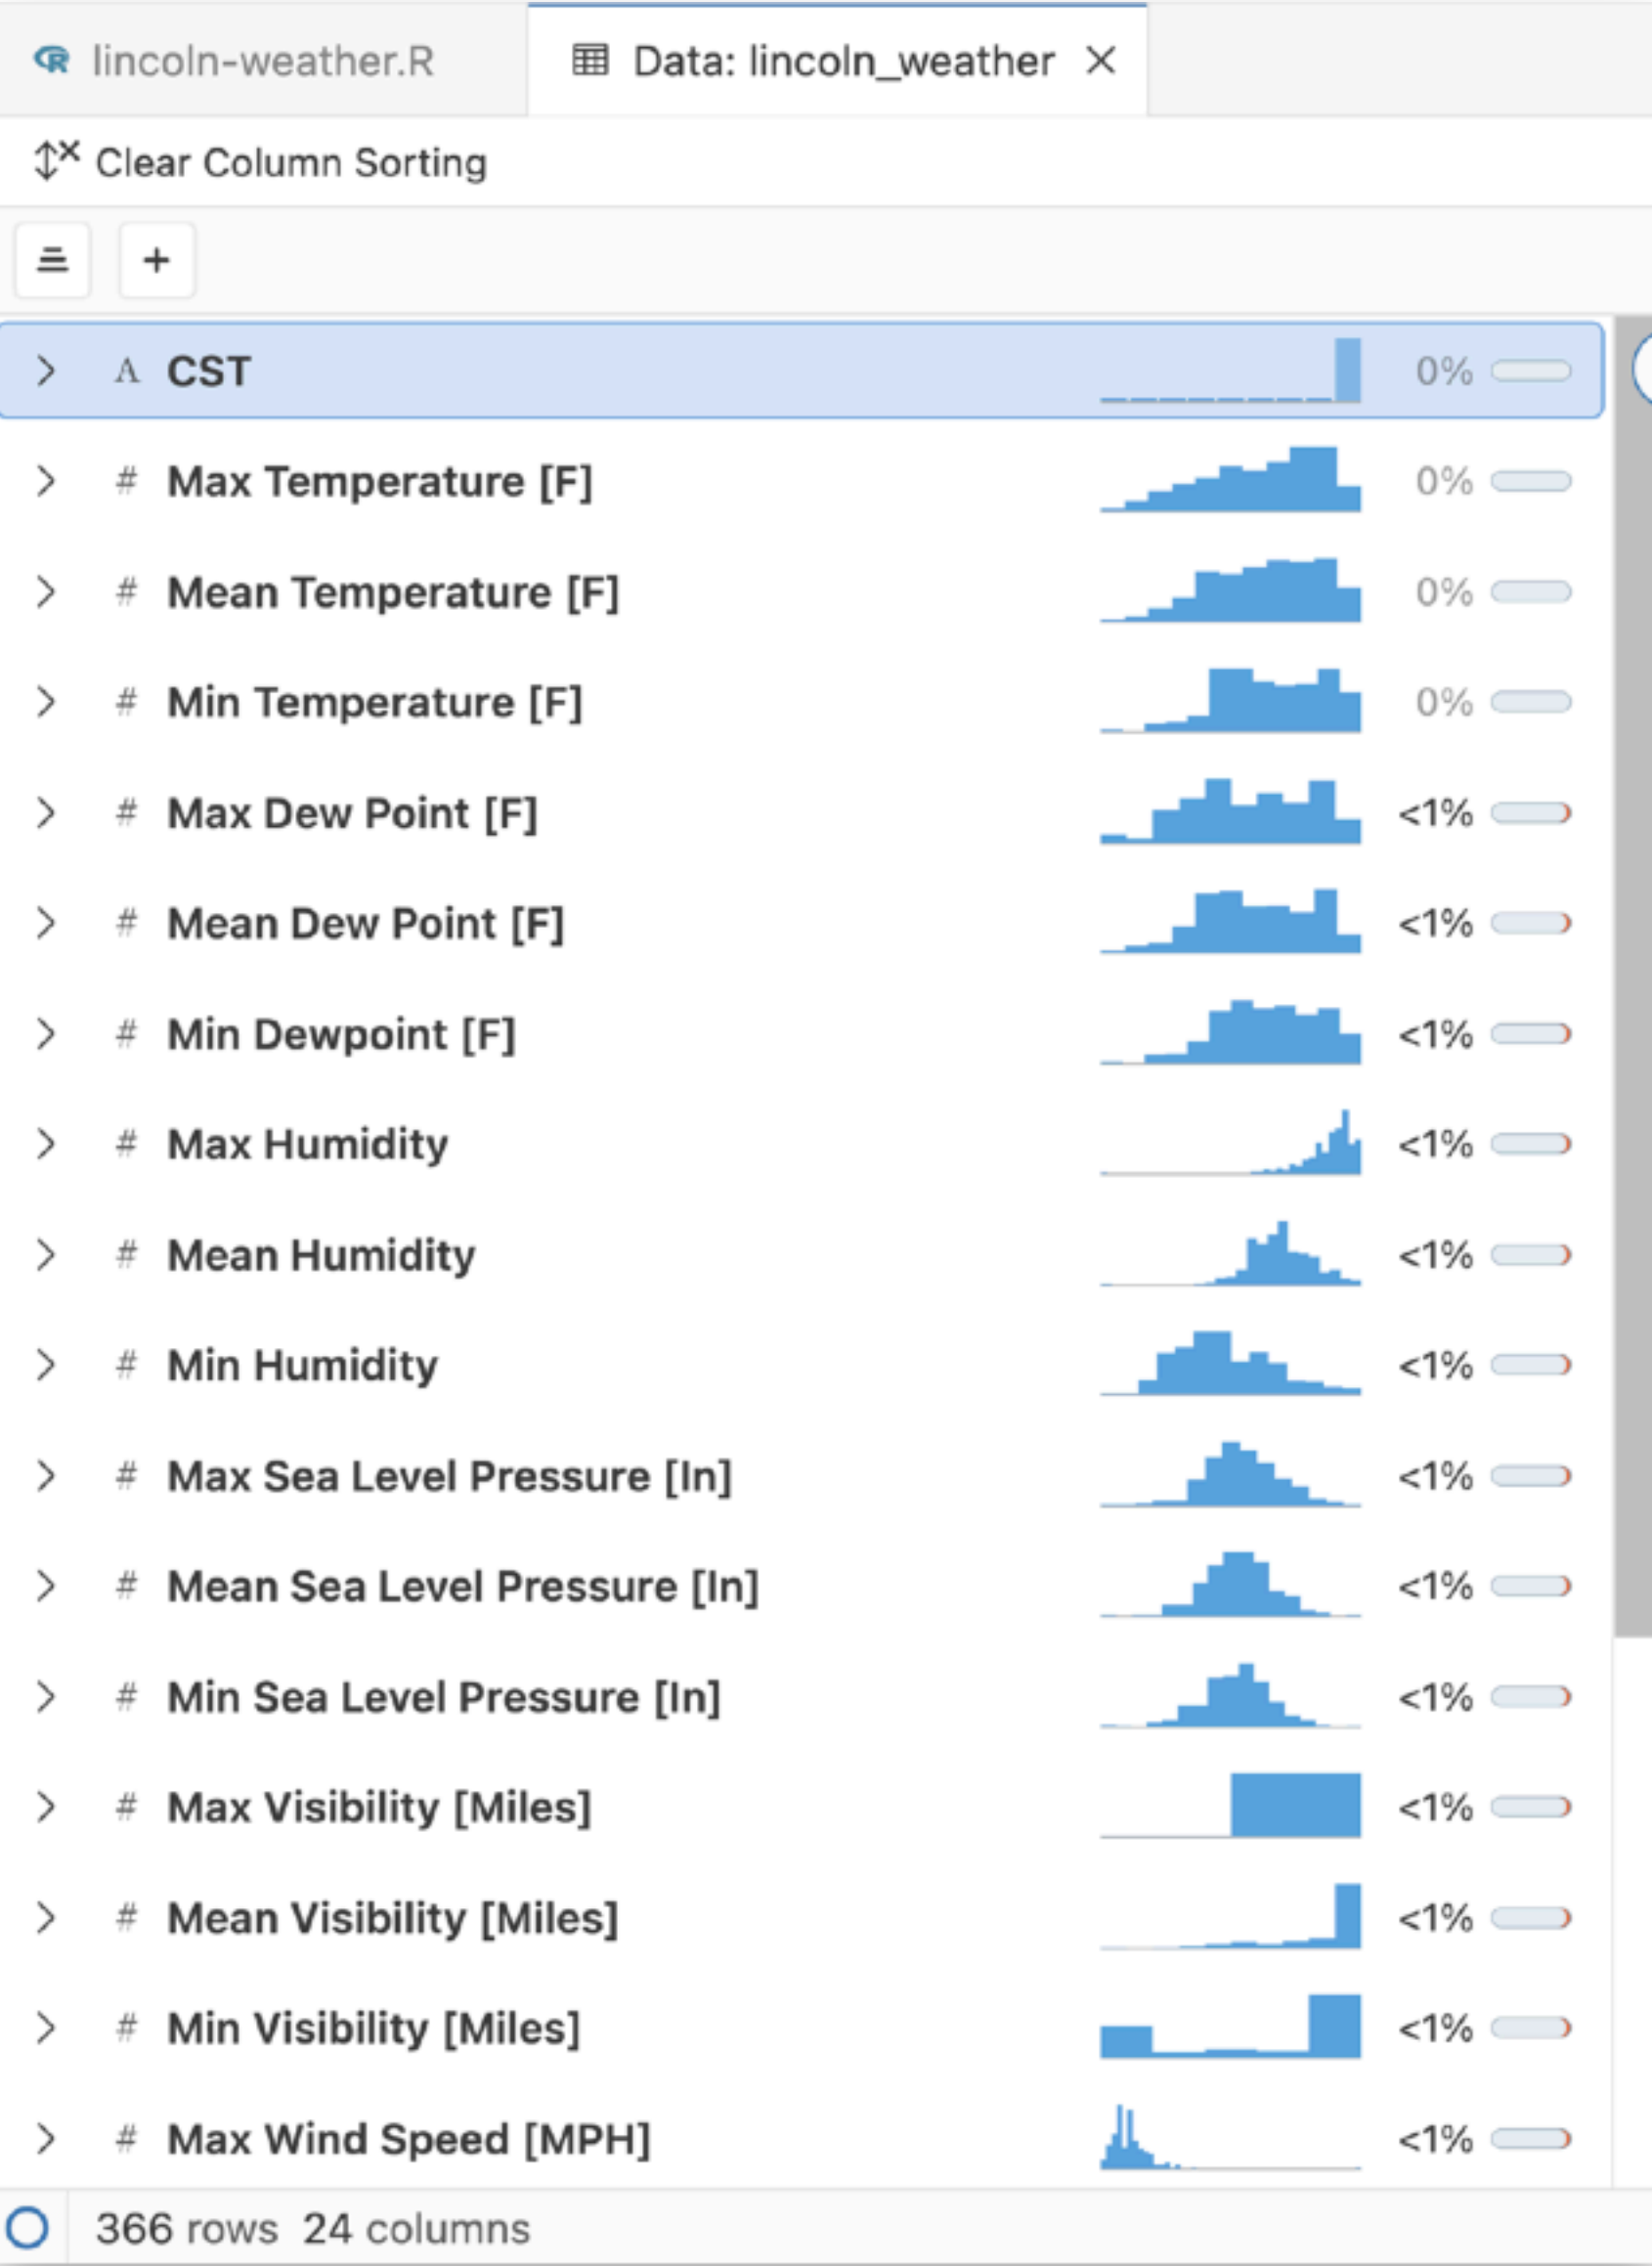 lincoln-weather.R Data: lincoln_weather
Clear Column Sorting
A CST 0%
# Max Temperature [F] 0%
# Mean Temperature [F] 0%
# Min Temperature [F] 0%
# Max Dew Point [F] <1%
# Mean Dew Point [F] <1%
# Min Dewpoint [F] <1%
# Max Humidity <1%
# Mean Humidity <1%
# Min Humidity <1%
# Max Sea Level Pressure [In] <1%
# Mean Sea Level Pressure [In] <1%
# Min Sea Level Pressure [In] <1%
# Max Visibility [Miles] <1%
# Mean Visibility [Miles] <1%
# Min Visibility [Miles] <1%
# Max Wind Speed [MPH] <1%
366 rows 24 columns